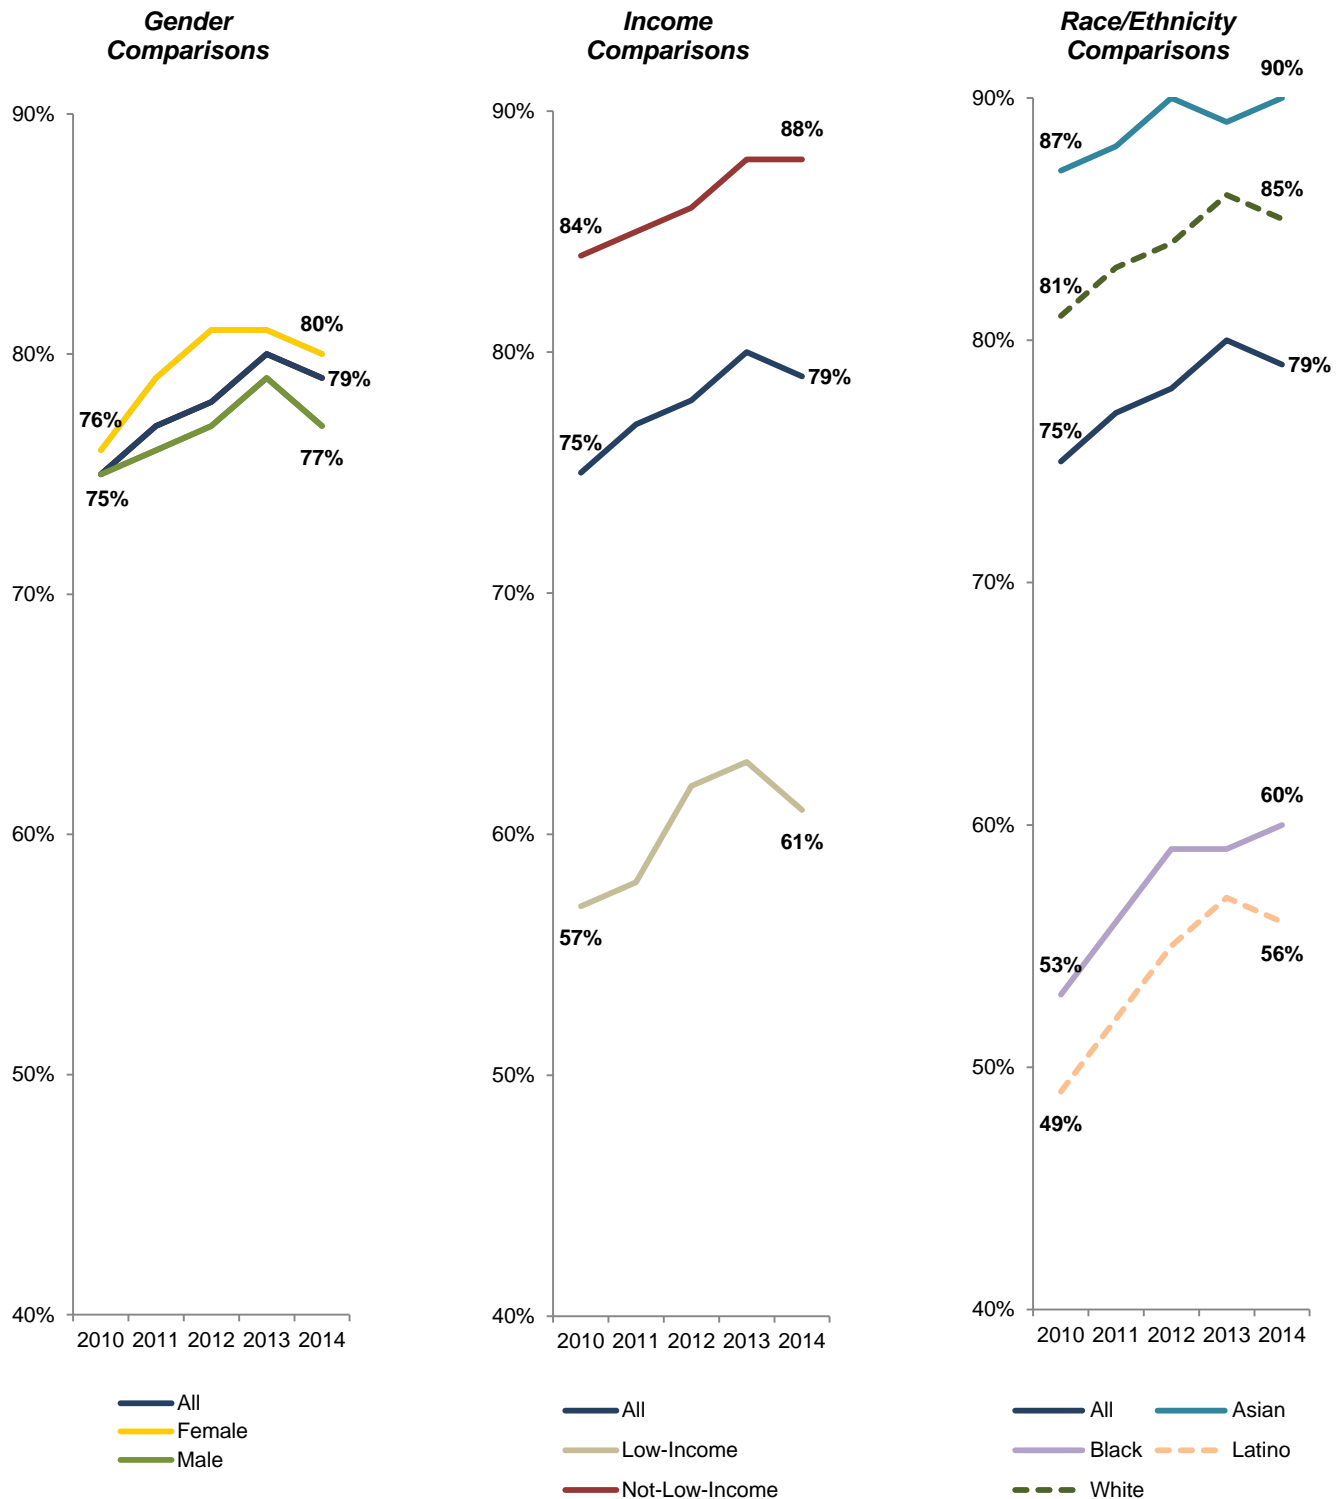 Gender
Comparisons
90%
80%
70%
60%
50%
40%
76%
75%
80%
79%
77%
2010 2011 2012 2013 2014
All
Female
Male
Income
Comparisons
90%
80%
70%
60%
50%
40%
84%
88%
75%
79%
57%
61%
2010 2011 2012 2013 2014
All
Low-Income
Not-Low-Income
Race/Ethnicity
Comparisons
90%
80%
70%
60%
50%
40%
87%
90%
81%
85%
75%
79%
53%
60%
49%
56%
2010 2011 2012 2013 2014
All Asian
Black Latino
White